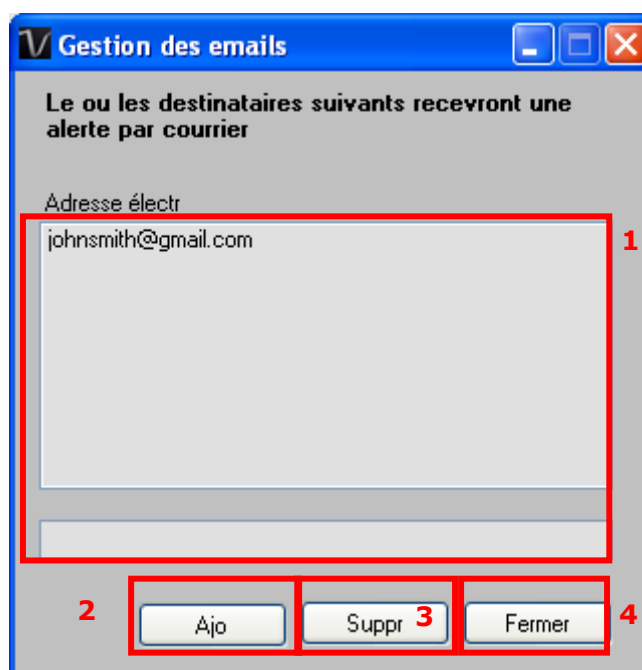 Gestion des emails
Le ou les destinataires suivants recevront une
alerte par courrier
Adresse électr
johnsmith@gmail.com
1
2
Ajo
Suppr
3
Fermer
4